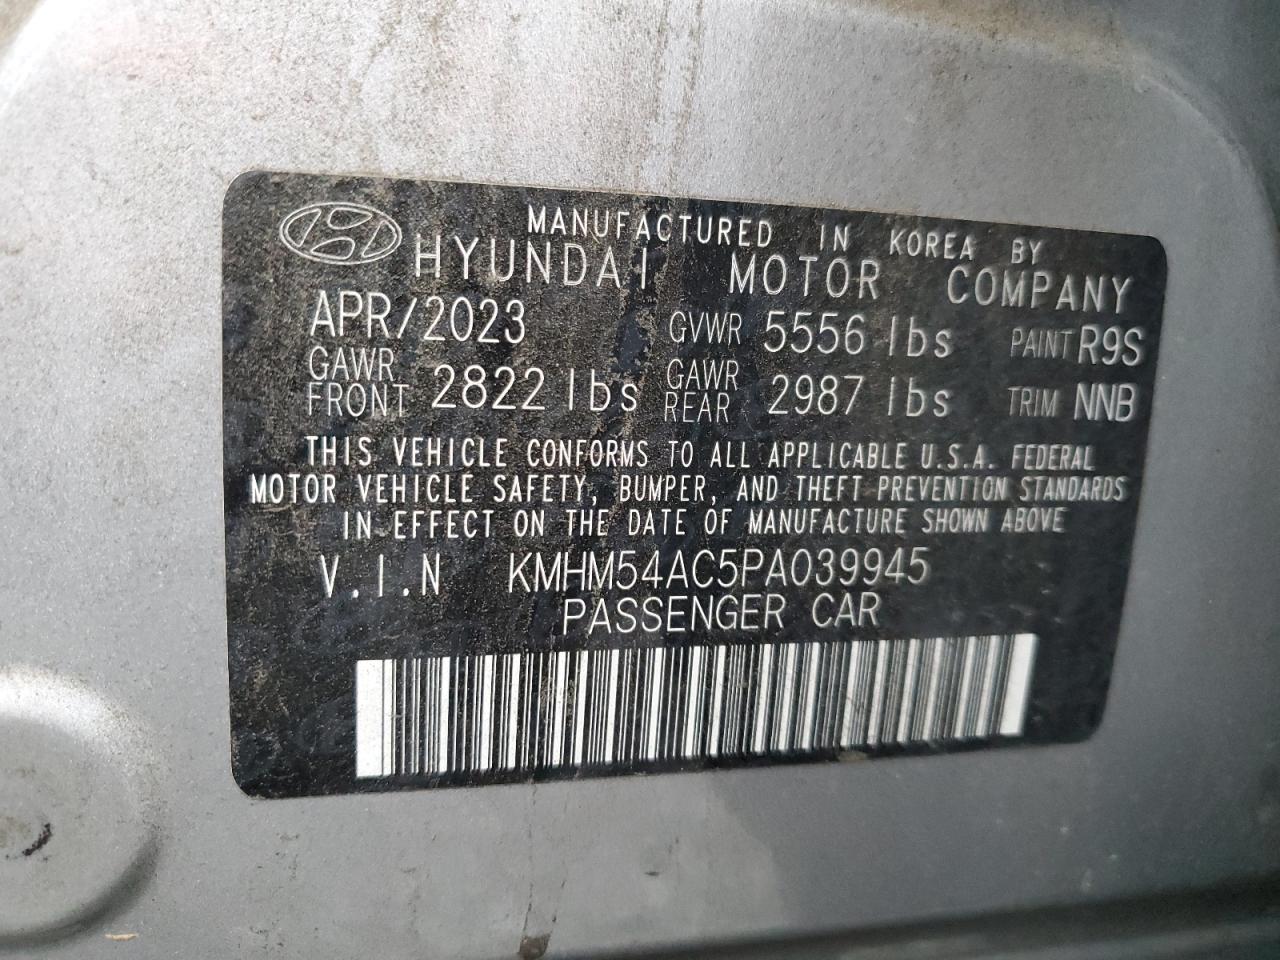 MANUFACTURED IN KOREA BY
HYUNDAI MOTOR COMPANY
APR/2023 GVWR 5556 lbs PAINT R9S
GAWR FRONT 2822 lbs GAWR REAR 2987 lbs TRIM NNB
THIS VEHICLE CONFORMS TO ALL APPLICABLE U.S.A. FEDERAL
MOTOR VEHICLE SAFETY, BUMPER, AND THEFT PREVENTION STANDARDS
IN EFFECT ON THE DATE OF MANUFACTURE SHOWN ABOVE
V.I.N KMHM54AC5PA039945
PASSENGER CAR